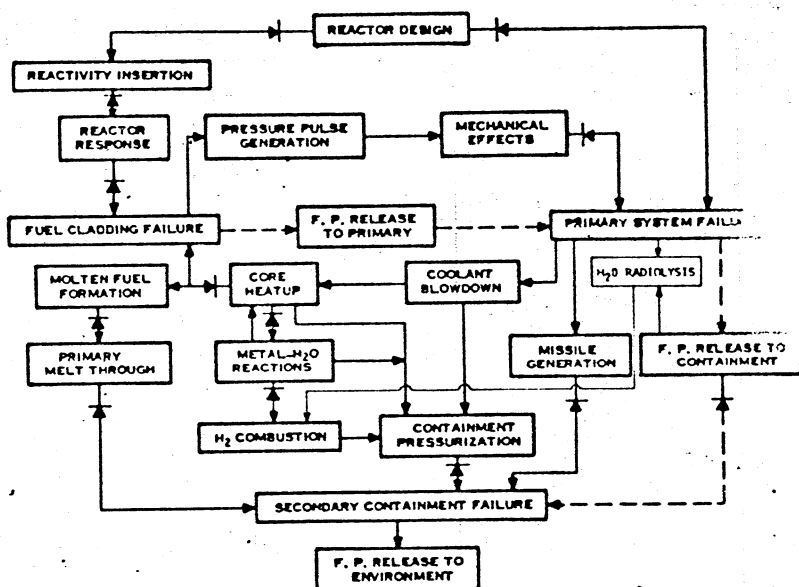 REACTOR DESIGN
REACTIVITY INSERTION
REACTOR
RESPONSE
PRESSURE PULSE
GENERATION
MECHANICAL
EFFECTS
FUEL CLADDING FAILURE
F. P. RELEASE
TO PRIMARY
PRIMARY SYSTEM FAILU
MOLTEN FUEL
FORMATION
CORE
HEATUP
COOLANT
BLOWDOWN
H2O RADIOLYSIS
PRIMARY
MELT THROUGH
METAL-H2O
REACTIONS
MISSILE
GENERATION
F. P. RELEASE TO
CONTAINMENT
H2 COMBUSTION
CONTAINMENT
PRESSURIZATION
SECONDARY CONTAINMENT FAILURE
F. P. RELEASE TO
ENVIRONMENT